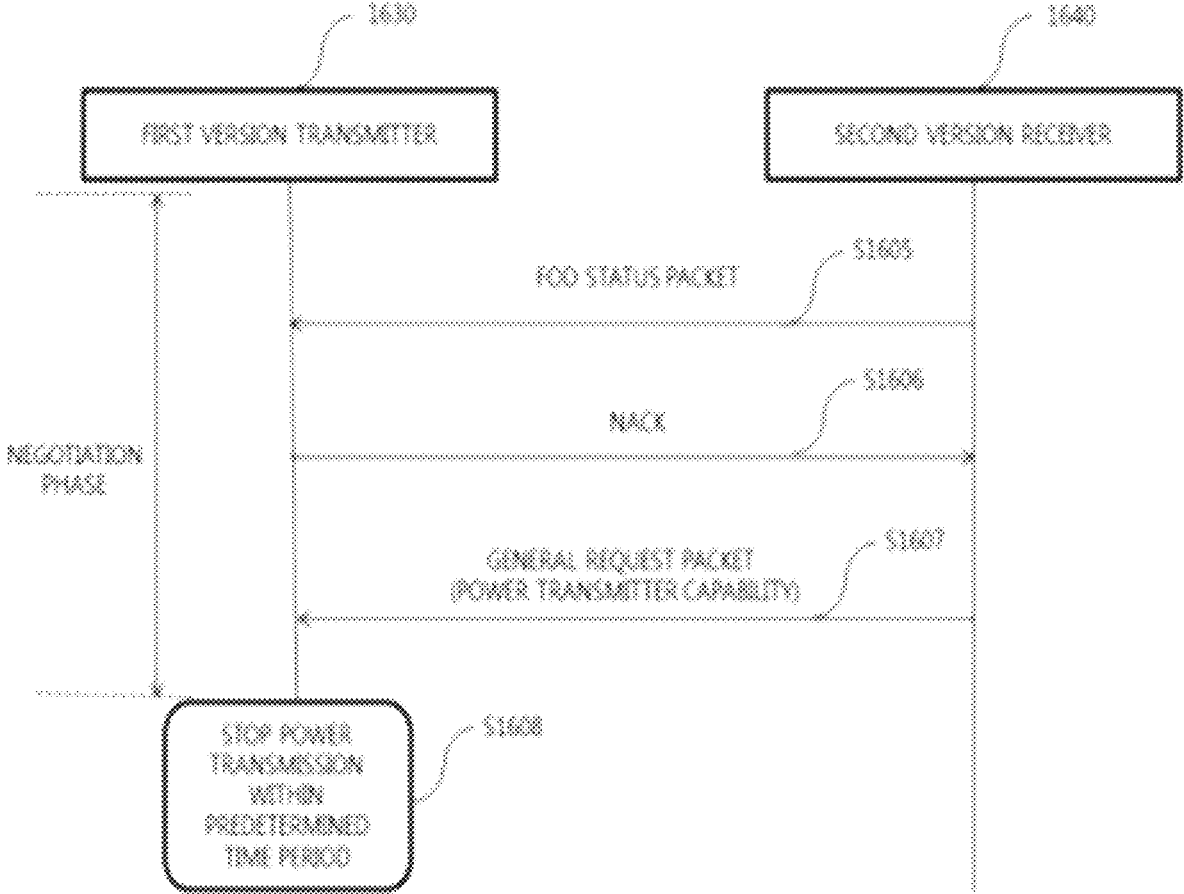 1630
1640
FIRST VERSION TRANSMITTER
SECOND VERSION RECEIVER
S1605
FOD STATUS PACKET
S1606
NACK
NEGOTIATION
PHASE
S1607
GENERAL REQUEST PACKET
(POWER TRANSMITTER CAPABILITY)
S1608
STOP POWER
TRANSMISSION
WITHIN
PREDETERMINED
TIME PERIOD